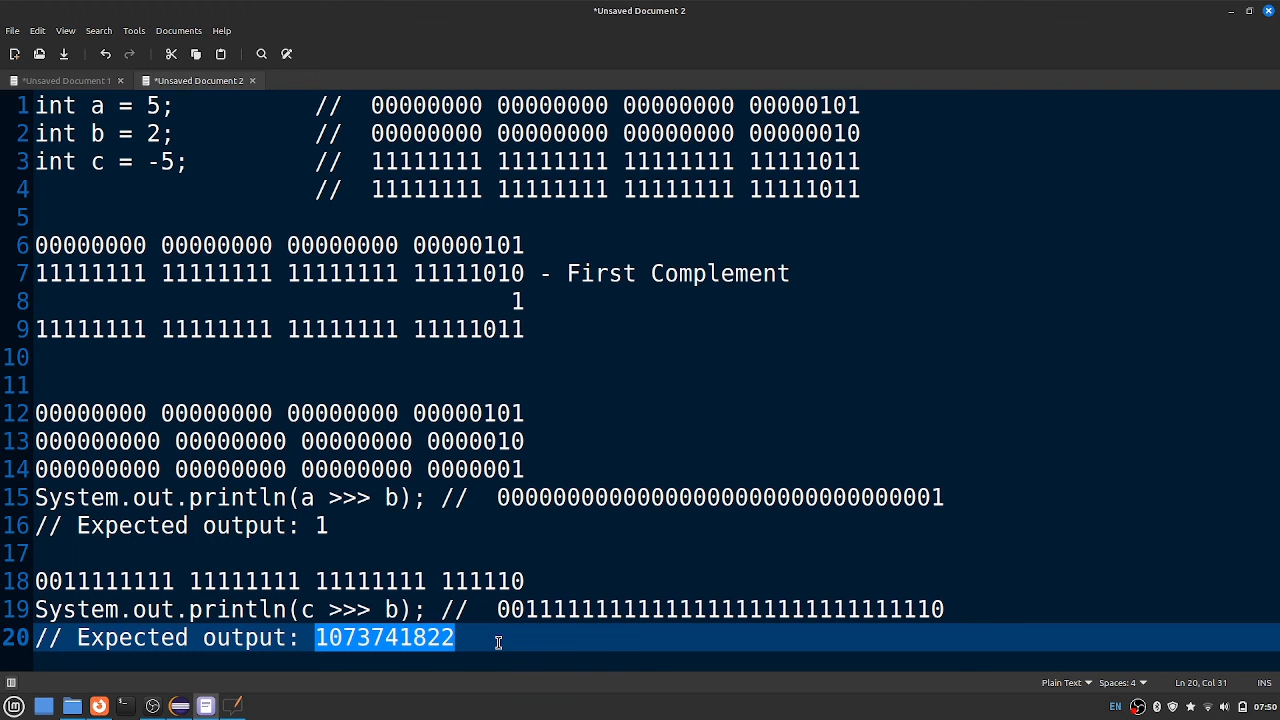 *Unsaved Document 2
File Edit View Search Tools Documents Help
*Unsaved Document 1 *Unsaved Document 2
1 int a = 5; // 00000000 00000000 00000000 00000101
2 int b = 2; // 00000000 00000000 00000000 00000010
3 int c = -5; // 11111111 11111111 11111111 11111011
4 // 11111111 11111111 11111111 11111011
5
6 00000000 00000000 00000000 00000101
7 11111111 11111111 11111111 11111010 - First Complement
8 1
9 11111111 11111111 11111111 11111011
10
11
12 00000000 00000000 00000000 00000101
13 000000000 00000000 00000000 0000010
14 000000000 00000000 00000000 0000001
15 System.out.println(a >>> b); // 00000000000000000000000000000001
16 // Expected output: 1
17
18 0011111111 11111111 11111111 111110
19 System.out.println(c >>> b); // 00111111111111111111111111111110
20 // Expected output: 1073741822
Plain Text Spaces: 4 Ln 20, Col 31 INS
EN 07:50